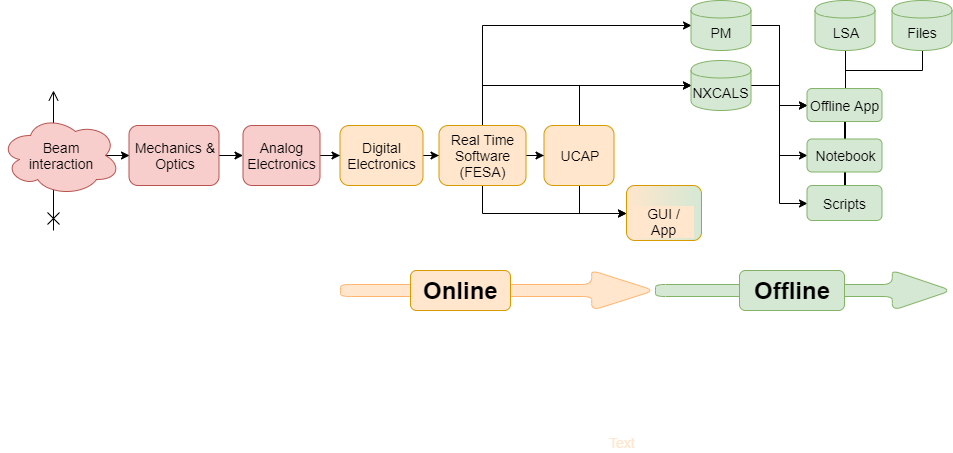 PM
LSA
Files
NXCALS
Offline App
Beam
interaction
Mechanics &
Optics
Analog
Electronics
Digital
Electronics
Real Time
Software
(FESA)
UCAP
Notebook
Scripts
GUI /
App
Online
Offline
Text